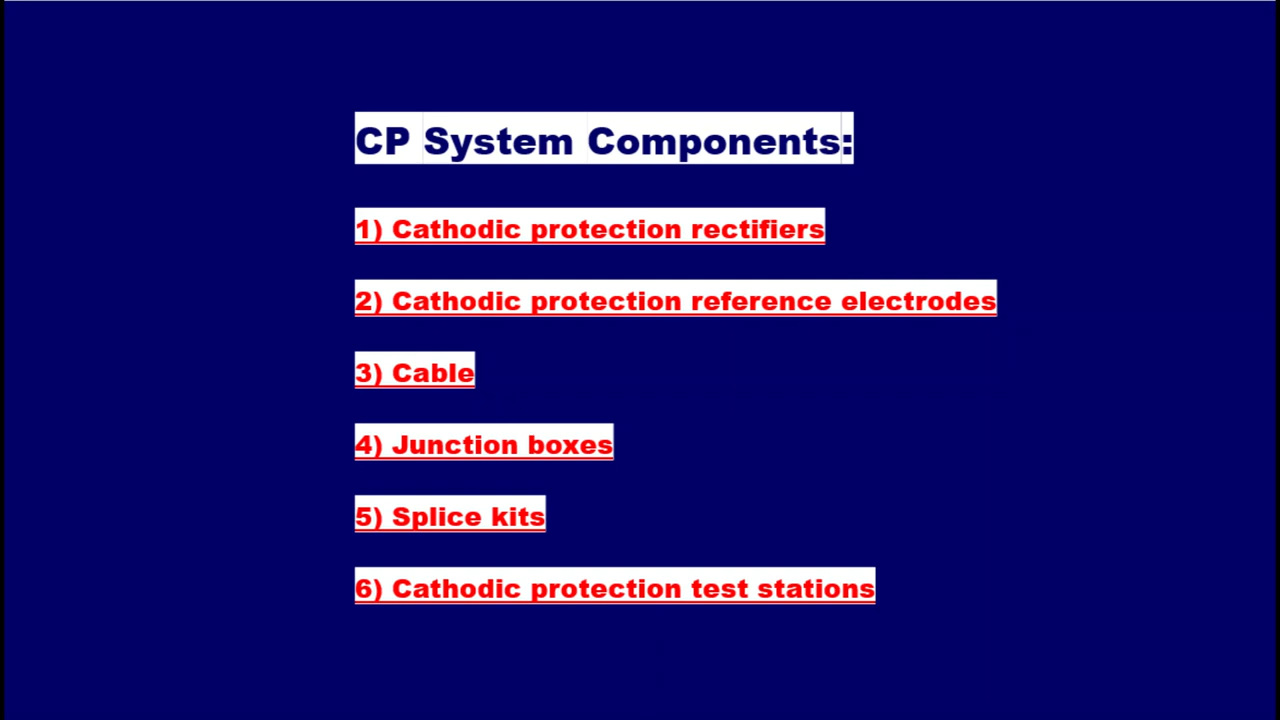 CP System Components:
1) Cathodic protection rectifiers
2) Cathodic protection reference electrodes
3) Cable
4) Junction boxes
5) Splice kits
6) Cathodic protection test stations